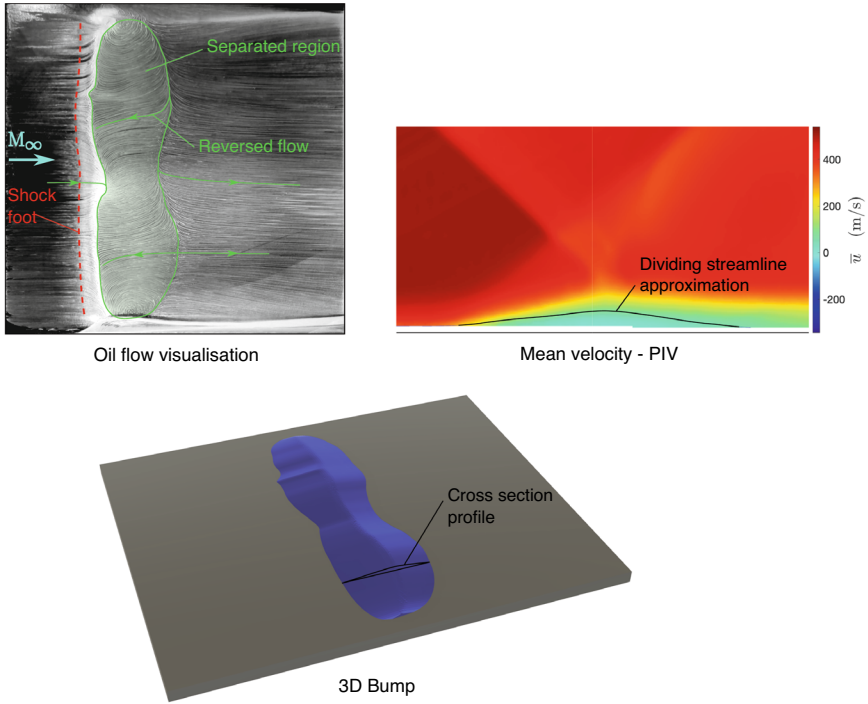 Separated region
Reversed flow
M∞
Shock
foot
Oil flow visualisation
Dividing streamline
approximation
400
200
0
-200
u̅ (m/s)
Mean velocity - PIV
Cross section
profile
3D Bump